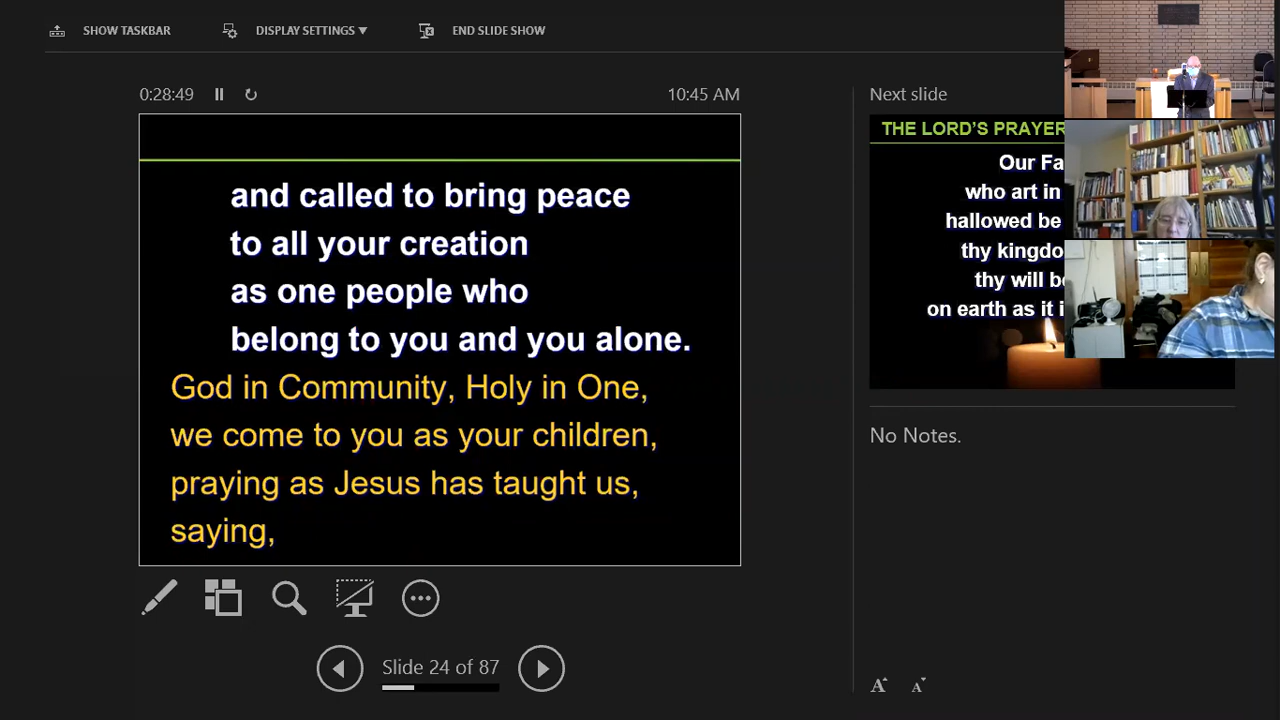 SHOW TASKBAR
DISPLAY SETTINGS
END SLIDE SHOW
0:28:49
10:45 AM
and called to bring peace
to all your creation
as one people who
belong to you and you alone.
God in Community, Holy in One,
we come to you as your children,
praying as Jesus has taught us,
saying,
Slide 24 of 87
Next slide
THE LORD'S PRAYER
Our
who art in
hallowed be
thy
thy will
on earth as it
No Notes.
A
A